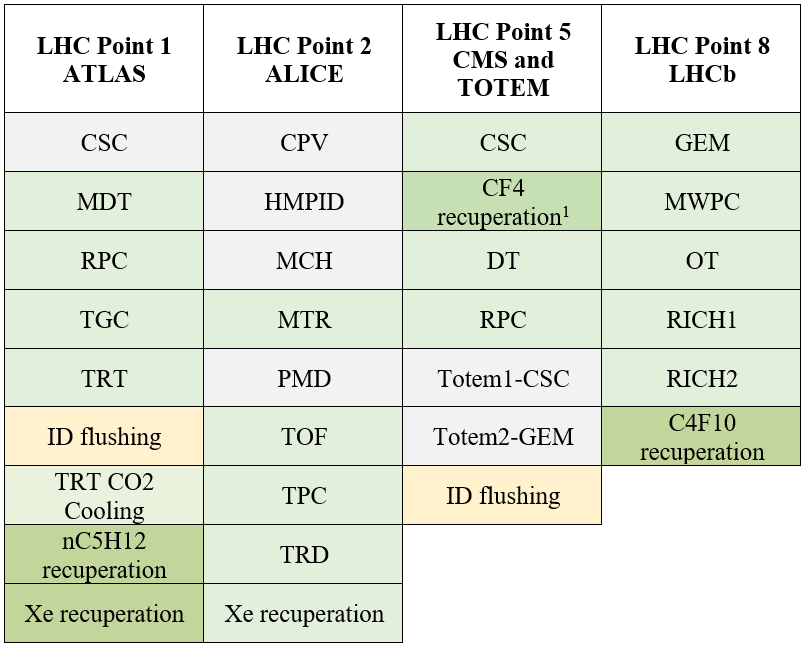 LHC Point 1
ATLAS
LHC Point 2
ALICE
LHC Point 5
CMS and
TOTEM
LHC Point 8
LHCb
CSC
CPV
CSC
GEM
MDT
HMPID
CF4
recuperation¹
MWPC
RPC
MCH
DT
OT
TGC
MTR
RPC
RICH1
TRT
PMD
Totem1-CSC
RICH2
ID flushing
TOF
Totem2-GEM
C4F10
recuperation
TRT CO2
Cooling
TPC
ID flushing
nC5H12
recuperation
TRD
Xe recuperation
Xe recuperation